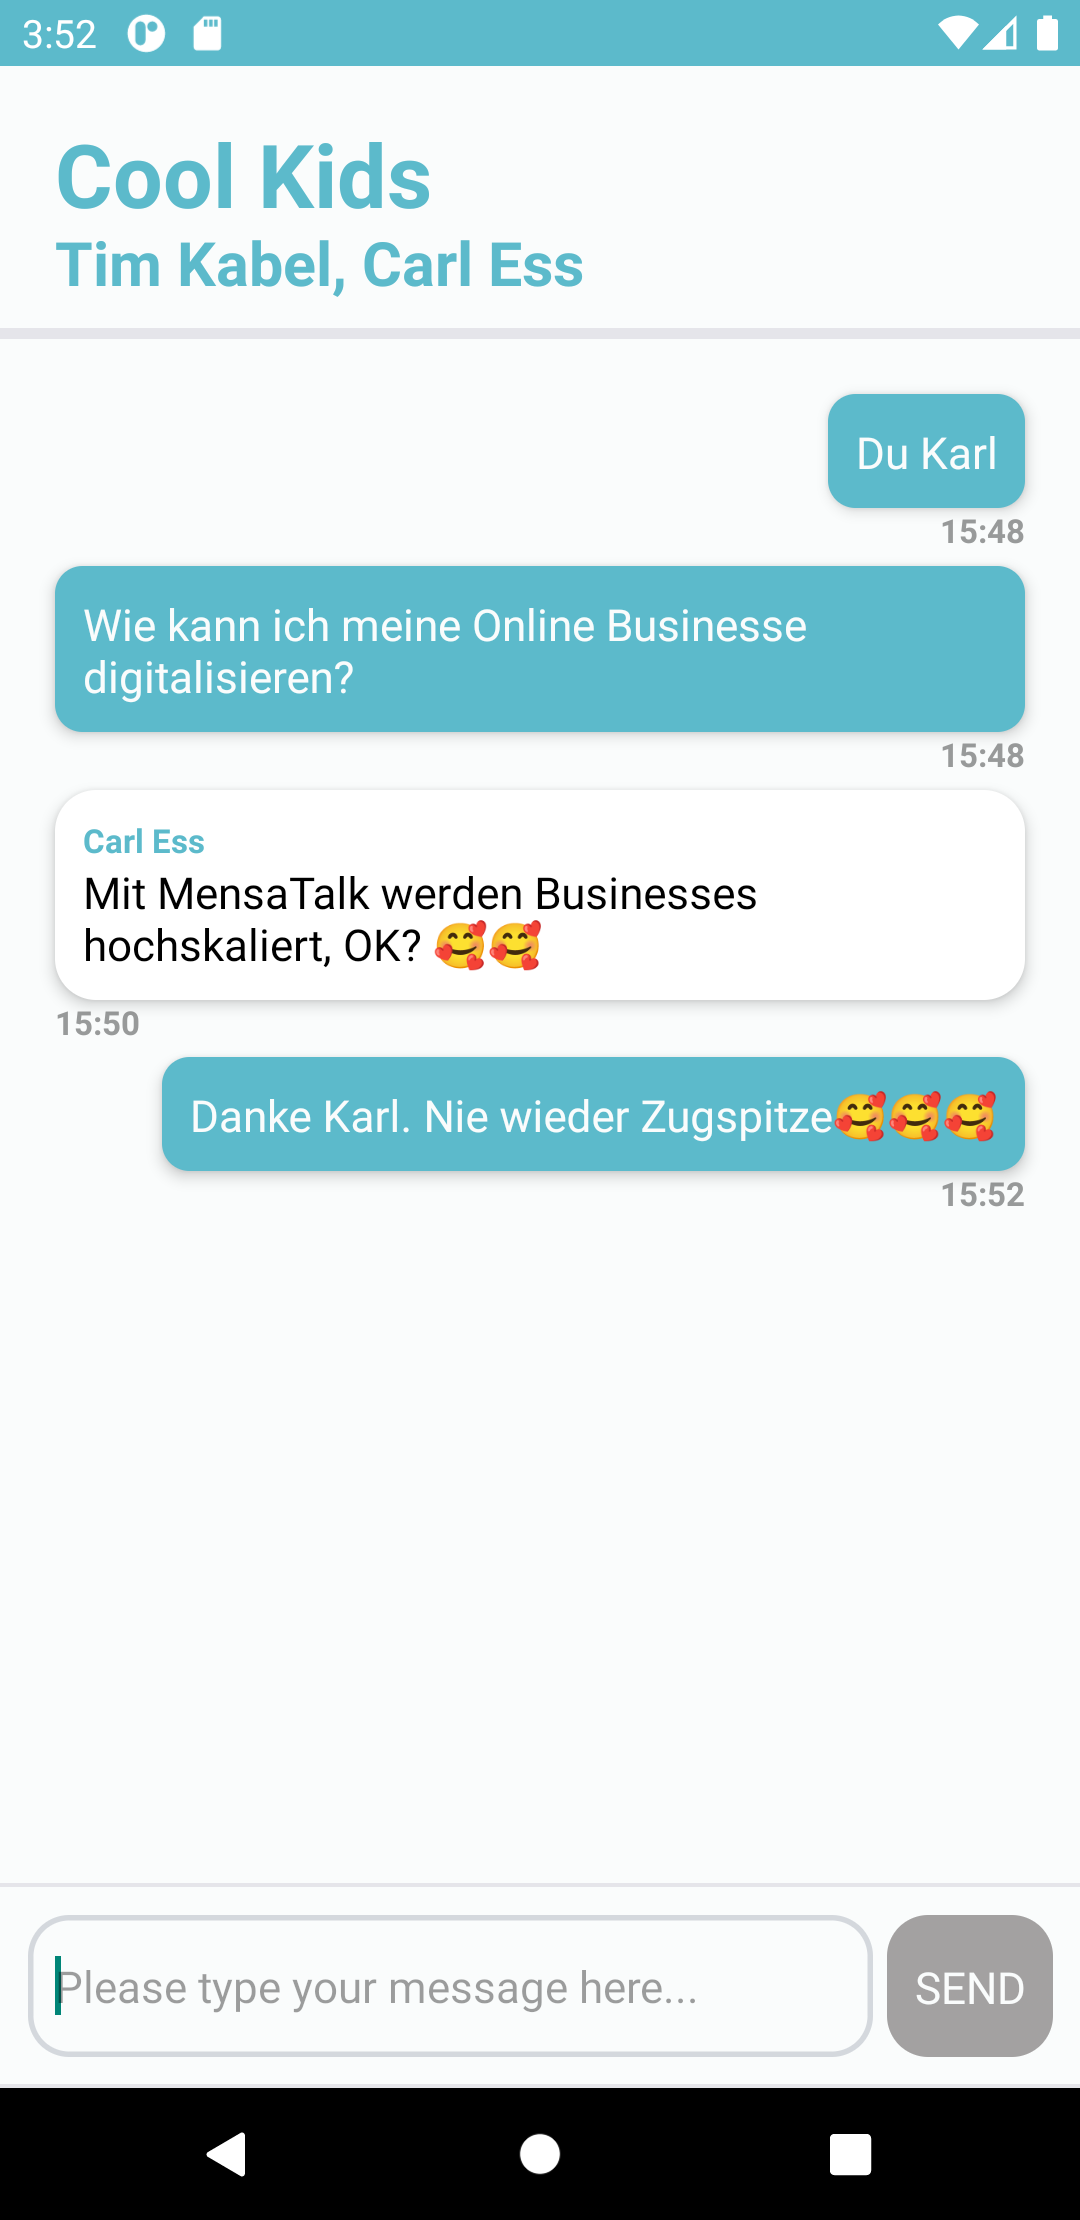 3:52
Cool Kids
Tim Kabel, Carl Ess
Du Karl
15:48
Wie kann ich meine Online Businesse
digitalisieren?
15:48
Carl Ess
Mit MensaTalk werden Businesses
hochskaliert, OK? 🥰🥰
15:50
Danke Karl. Nie wieder Zugspitze🥰🥰🥰
15:52
Please type your message here...
SEND